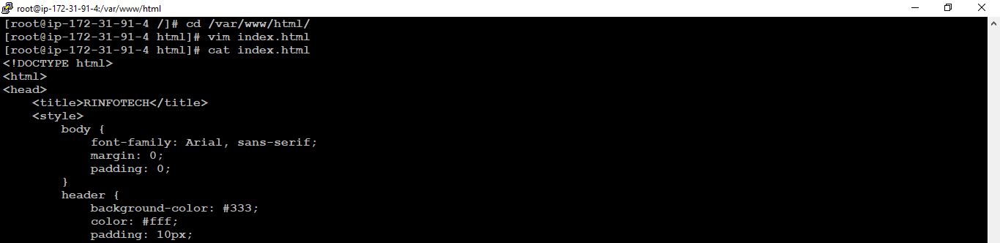 root@ip-172-31-91-4:/var/www/html
[root@ip-172-31-91-4 /]# cd /var/www/html/
[root@ip-172-31-91-4 html]# vim index.html
[root@ip-172-31-91-4 html]# cat index.html
<!DOCTYPE html>
<html>
<head>
    <title>RINFOTECH</title>
    <style>
        body {
            font-family: Arial, sans-serif;
            margin: 0;
            padding: 0;
        }
        header {
            background-color: #333;
            color: #fff;
            padding: 10px;